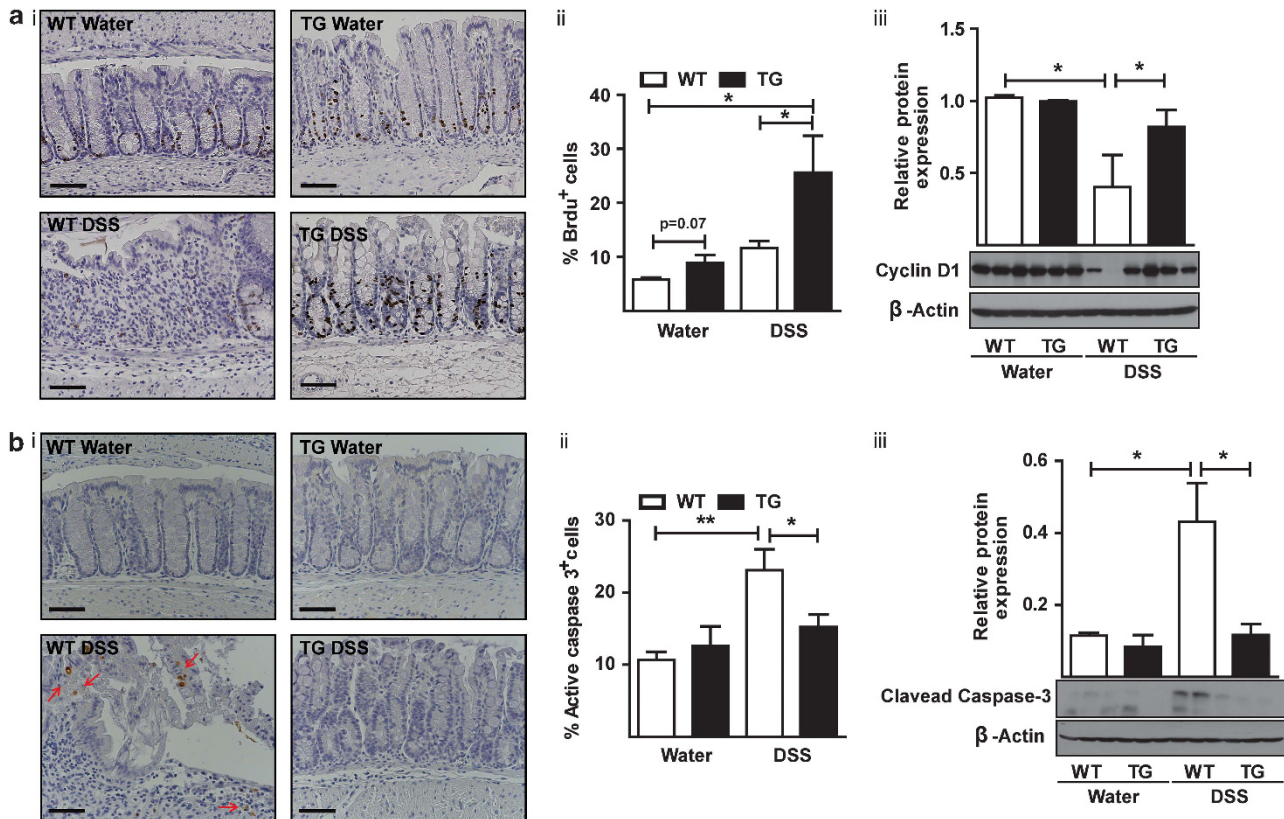 a i
WT Water
TG Water
WT DSS
TG DSS
ii
WT TG
40
30
20
10
% Brdu+ cells
*
*
p=0.07
Water DSS
iii
1.5
1.0
0.5
Relative protein
expression
* *
Cyclin D1
β-Actin
WT TG WT TG
Water DSS
b i
WT Water
TG Water
WT DSS
TG DSS
ii
WT TG
30
20
10
% Active caspase 3+cells
** *
Water DSS
iii
0.6
0.4
0.2
Relative protein
expression
* *
Clavead Caspase-3
β-Actin
WT TG WT TG
Water DSS